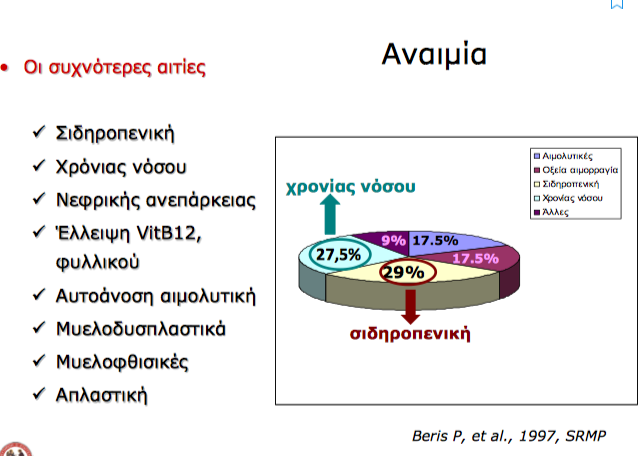 Αναιμία
• Οι συχνότερες αιτίες
✓ Σιδηροπενική
✓ Χρόνιας νόσου
✓ Νεφρικής ανεπάρκειας
✓ Έλλειψη VitB12,
φυλλικού
✓ Αυτοάνοση αιμολυτική
✓ Μυελοδυσπλαστικά
✓ Μυελοφθισικές
✓ Απλαστική
Αιμολυτικές
Οξεία αιμορραγία
Σιδηροπενική
Χρονίας νόσου
Άλλες
χρονίας νόσου
9% 17.5%
27,5% 17.5%
29%
σιδηροπενική
Beris P, et al., 1997, SRMP